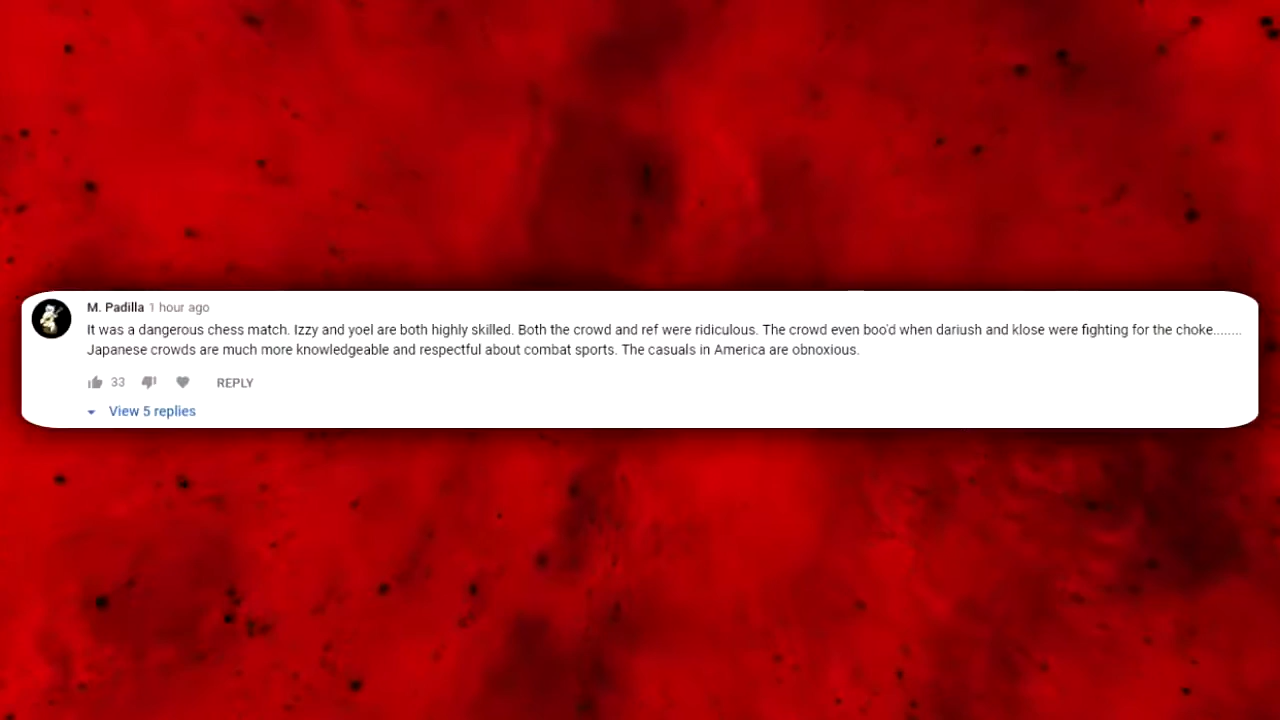 M. Padilla 1 hour ago
It was a dangerous chess match. Izzy and yoel are both highly skilled. Both the crowd and ref were ridiculous. The crowd even boo'd when dariush and klose were fighting for the choke........
Japanese crowds are much more knowledgeable and respectful about combat sports. The casuals in America are obnoxious.
33 REPLY
View 5 replies